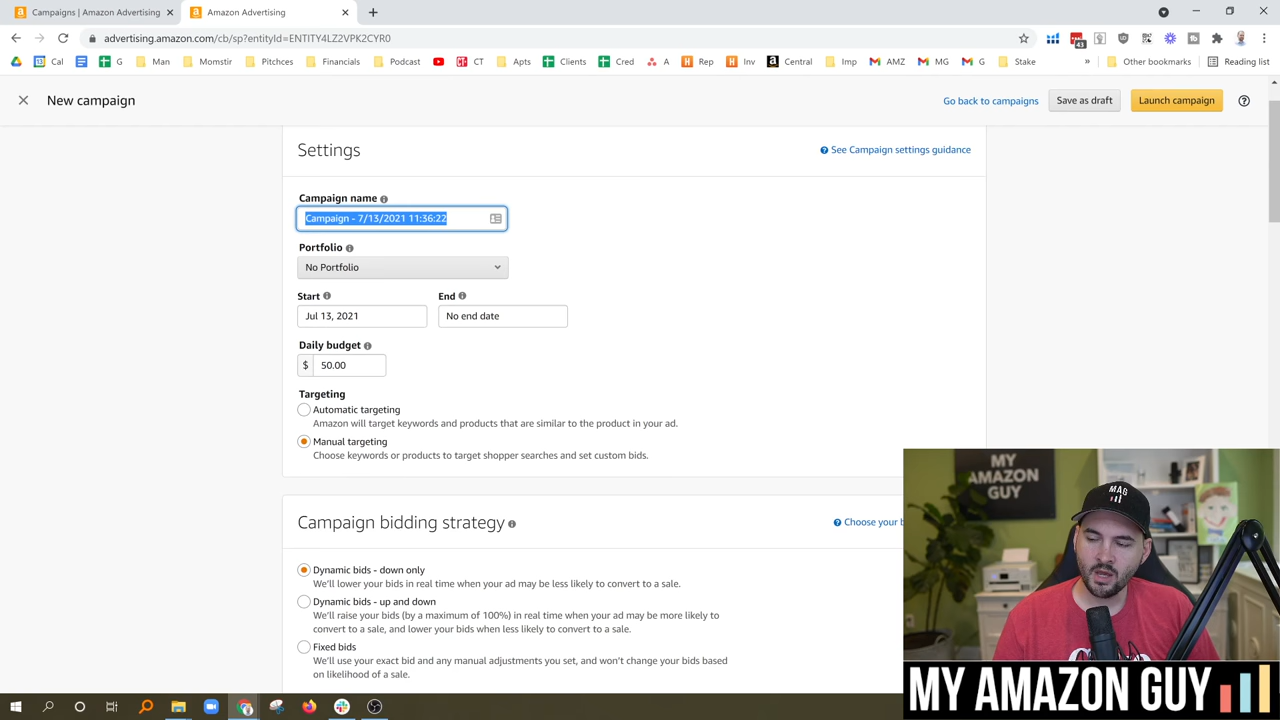 Campaigns | Amazon Advertising
Amazon Advertising
advertising.amazon.com/cb/sp?entityId=ENTITY4LZ2VPK2CYR0
43
Cal
G
Man
Momstir
Pitchces
Financials
Podcast
CT
Apts
Clients
Cred
A
Rep
Inv
Central
Imp
AMZ
MG
G
Stake
»
Other bookmarks
Reading list
New campaign
Go back to campaigns
Save as draft
Launch campaign
Settings
See Campaign settings guidance
Campaign name
Campaign - 7/13/2021 11:36:22
Portfolio
No Portfolio
Start
End
Jul 13, 2021
No end date
Daily budget
$ 50.00
Targeting
Automatic targeting
Amazon will target keywords and products that are similar to the product in your ad.
Manual targeting
Choose keywords or products to target shopper searches and set custom bids.
Campaign bidding strategy
Choose your b
Dynamic bids - down only
We'll lower your bids in real time when your ad may be less likely to convert to a sale.
Dynamic bids - up and down
We'll raise your bids (by a maximum of 100%) in real time when your ad may be more likely to
convert to a sale, and lower your bids when less likely to convert to a sale.
Fixed bids
We'll use your exact bid and any manual adjustments you set, and won't change your bids based
on likelihood of a sale.
MY
AMAZON
GUY
MAG
MY AMAZON GUY